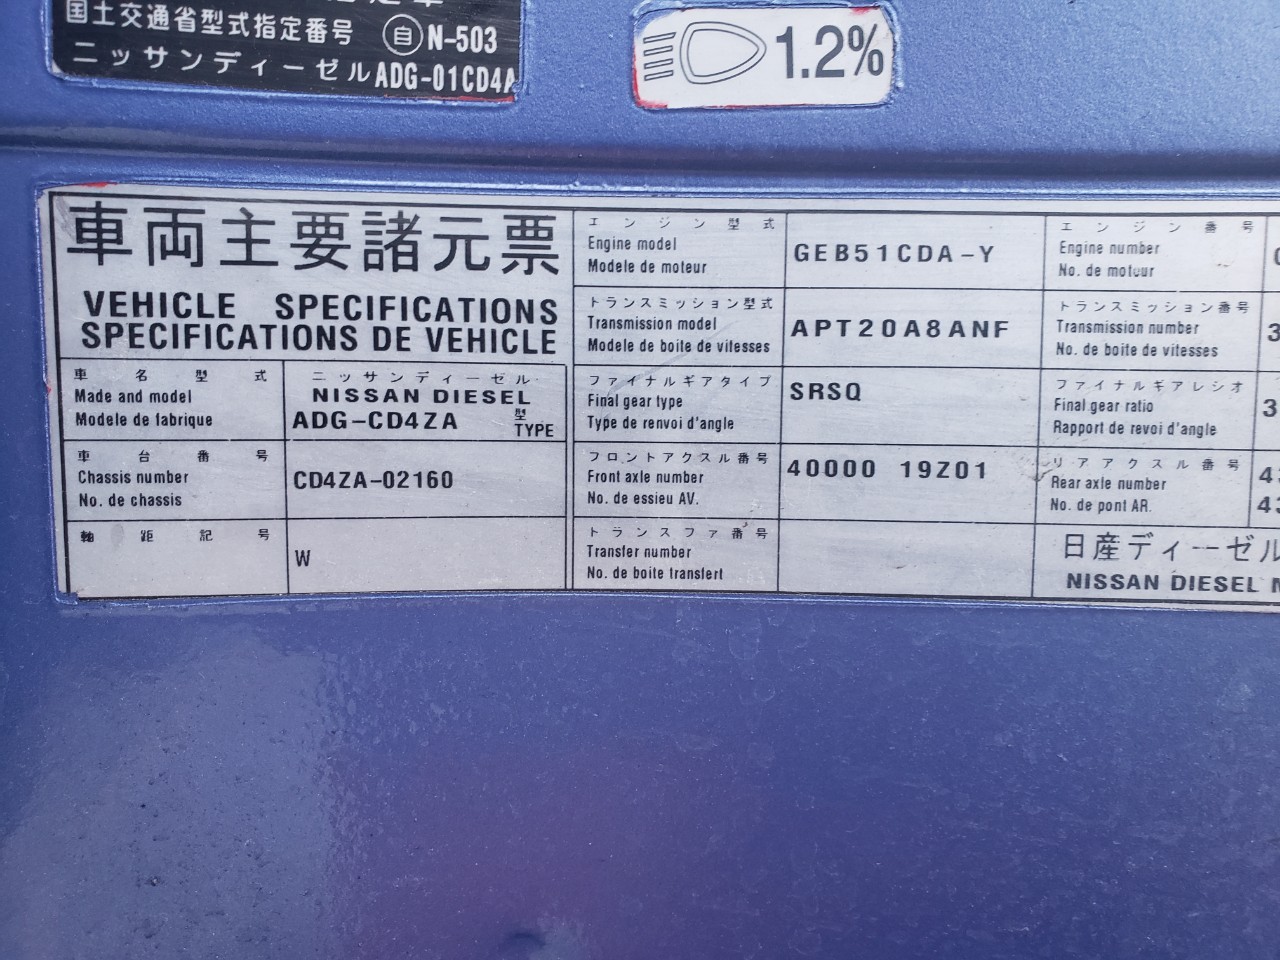 国土交通省型式指定番号 自 N-503
ニッサンディーゼル ADG-01CD4A
1.2%
車両主要諸元票
VEHICLE SPECIFICATIONS
SPECIFICATIONS DE VEHICLE
車名型式
Made and model
Modele de fabrique
ニッサンディーゼル
NISSAN DIESEL
ADG-CD4ZA 型 TYPE
車台番号
Chassis number
No. de chassis
CD4ZA-02160
軸距記号
W
エンジン型式
Engine model
Modele de moteur
GEB51CDA-Y
トランスミッション型式
Transmission model
Modele de boite de vitesses
APT20A8ANF
ファイナルギアタイプ
Final gear type
Type de renvoi d'angle
SRSQ
フロントアクスル番号
Front axle number
No. de essieu AV.
40000 19Z01
トランスファ番号
Transfer number
No. de boite transfert
エンジン番号
Engine number
No. de moteur
トランスミッション番号
Transmission number
No. de boite de vitesses
3
ファイナルギアレシオ
Final gear ratio
Rapport de revoi d'angle
3
リアアクスル番号
Rear axle number
No. de pont AR.
日産ディーゼル
NISSAN DIESEL